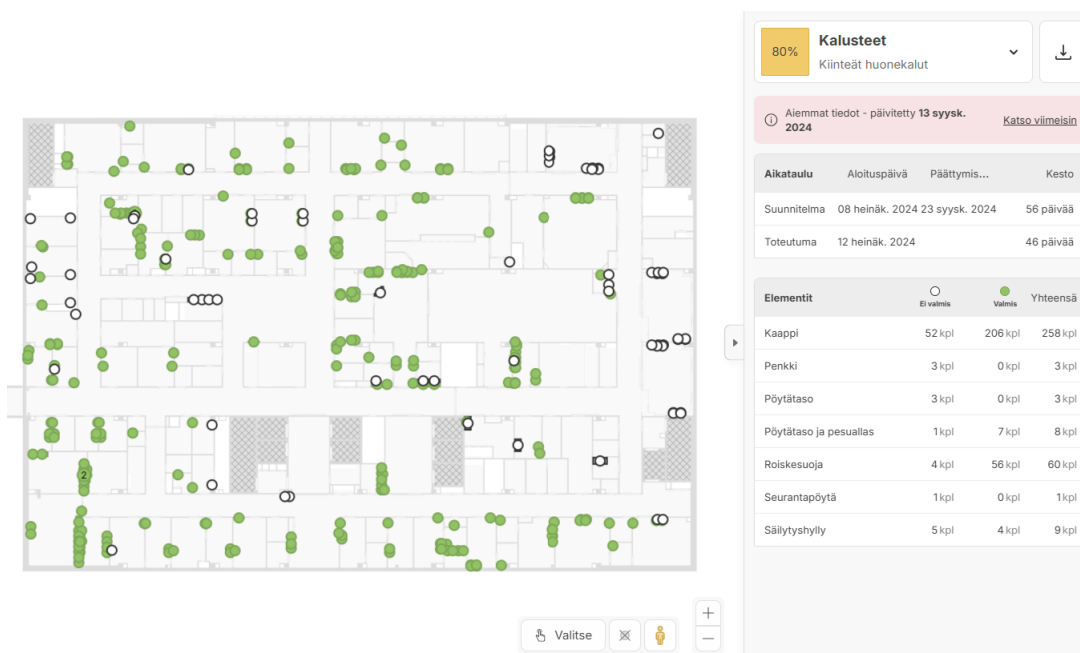 80%
Kalusteet
Kiinteät huonekalut
Aiemmat tiedot - päivitetty 13 syysk.
2024
Katso viimeisin
Aikataulu Aloituspäivä Päättymis... Kesto
Suunnitelma 08 heinäk. 2024 23 syysk. 2024 56 päivää
Toteutuma 12 heinäk. 2024 46 päivää
Elementit Ei valmis Valmis Yhteensä
Kaappi 52 kpl 206 kpl 258 kpl
Penkki 3 kpl 0 kpl 3 kpl
Pöytätaso 3 kpl 0 kpl 3 kpl
Pöytätaso ja pesuallas 1 kpl 7 kpl 8 kpl
Roiskesuoja 4 kpl 56 kpl 60 kpl
Seurantapöytä 1 kpl 0 kpl 1 kpl
Säilytyshylly 5 kpl 4 kpl 9 kpl
2
Valitse